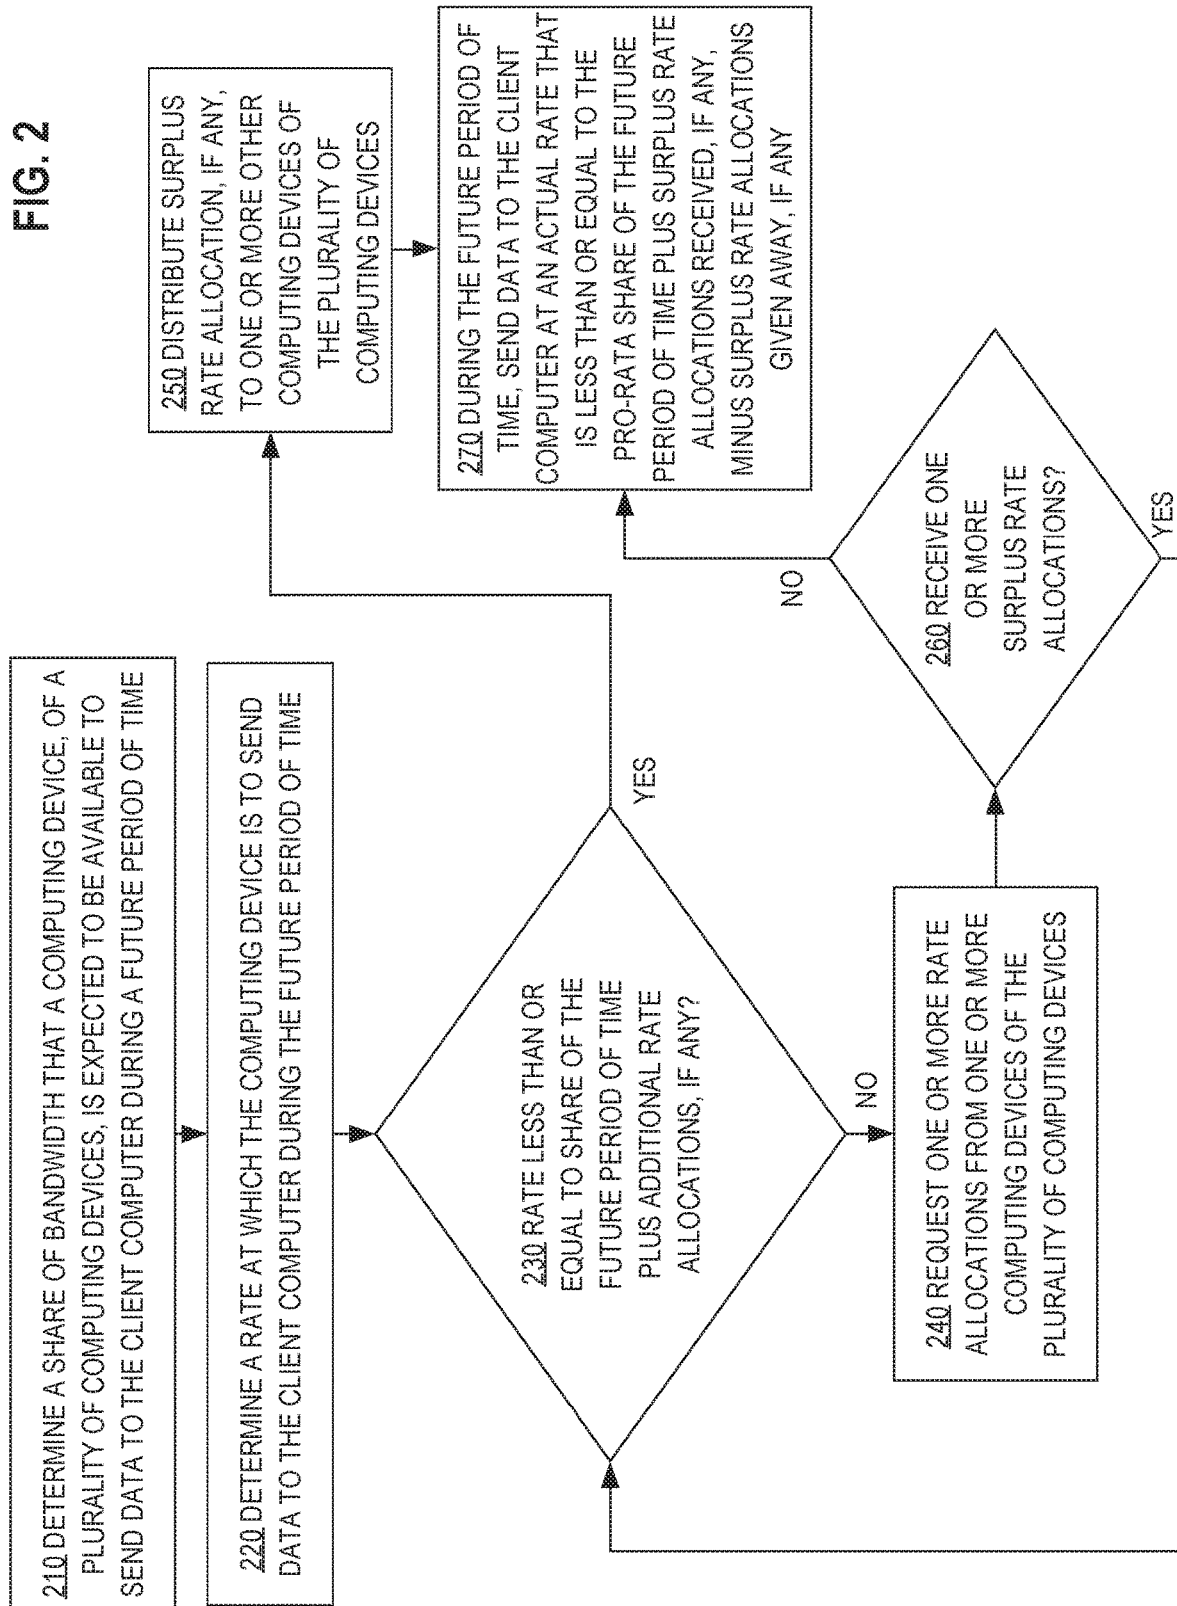 FIG. 2
210 DETERMINE A SHARE OF BANDWIDTH THAT A COMPUTING DEVICE, OF A
PLURALITY OF COMPUTING DEVICES, IS EXPECTED TO BE AVAILABLE TO
SEND DATA TO THE CLIENT COMPUTER DURING A FUTURE PERIOD OF TIME
220 DETERMINE A RATE AT WHICH THE COMPUTING DEVICE IS TO SEND
DATA TO THE CLIENT COMPUTER DURING THE FUTURE PERIOD OF TIME
230 RATE LESS THAN OR
EQUAL TO SHARE OF THE
FUTURE PERIOD OF TIME
PLUS ADDITIONAL RATE
ALLOCATIONS, IF ANY?
YES
NO
240 REQUEST ONE OR MORE RATE
ALLOCATIONS FROM ONE OR MORE
COMPUTING DEVICES OF THE
PLURALITY OF COMPUTING DEVICES
250 DISTRIBUTE SURPLUS
RATE ALLOCATION, IF ANY,
TO ONE OR MORE OTHER
COMPUTING DEVICES OF
THE PLURALITY OF
COMPUTING DEVICES
260 RECEIVE ONE
OR MORE
SURPLUS RATE
ALLOCATIONS?
NO
YES
270 DURING THE FUTURE PERIOD OF
TIME, SEND DATA TO THE CLIENT
COMPUTER AT AN ACTUAL RATE THAT
IS LESS THAN OR EQUAL TO THE
PRO-RATA SHARE OF THE FUTURE
PERIOD OF TIME PLUS SURPLUS RATE
ALLOCATIONS RECEIVED, IF ANY,
MINUS SURPLUS RATE ALLOCATIONS
GIVEN AWAY, IF ANY